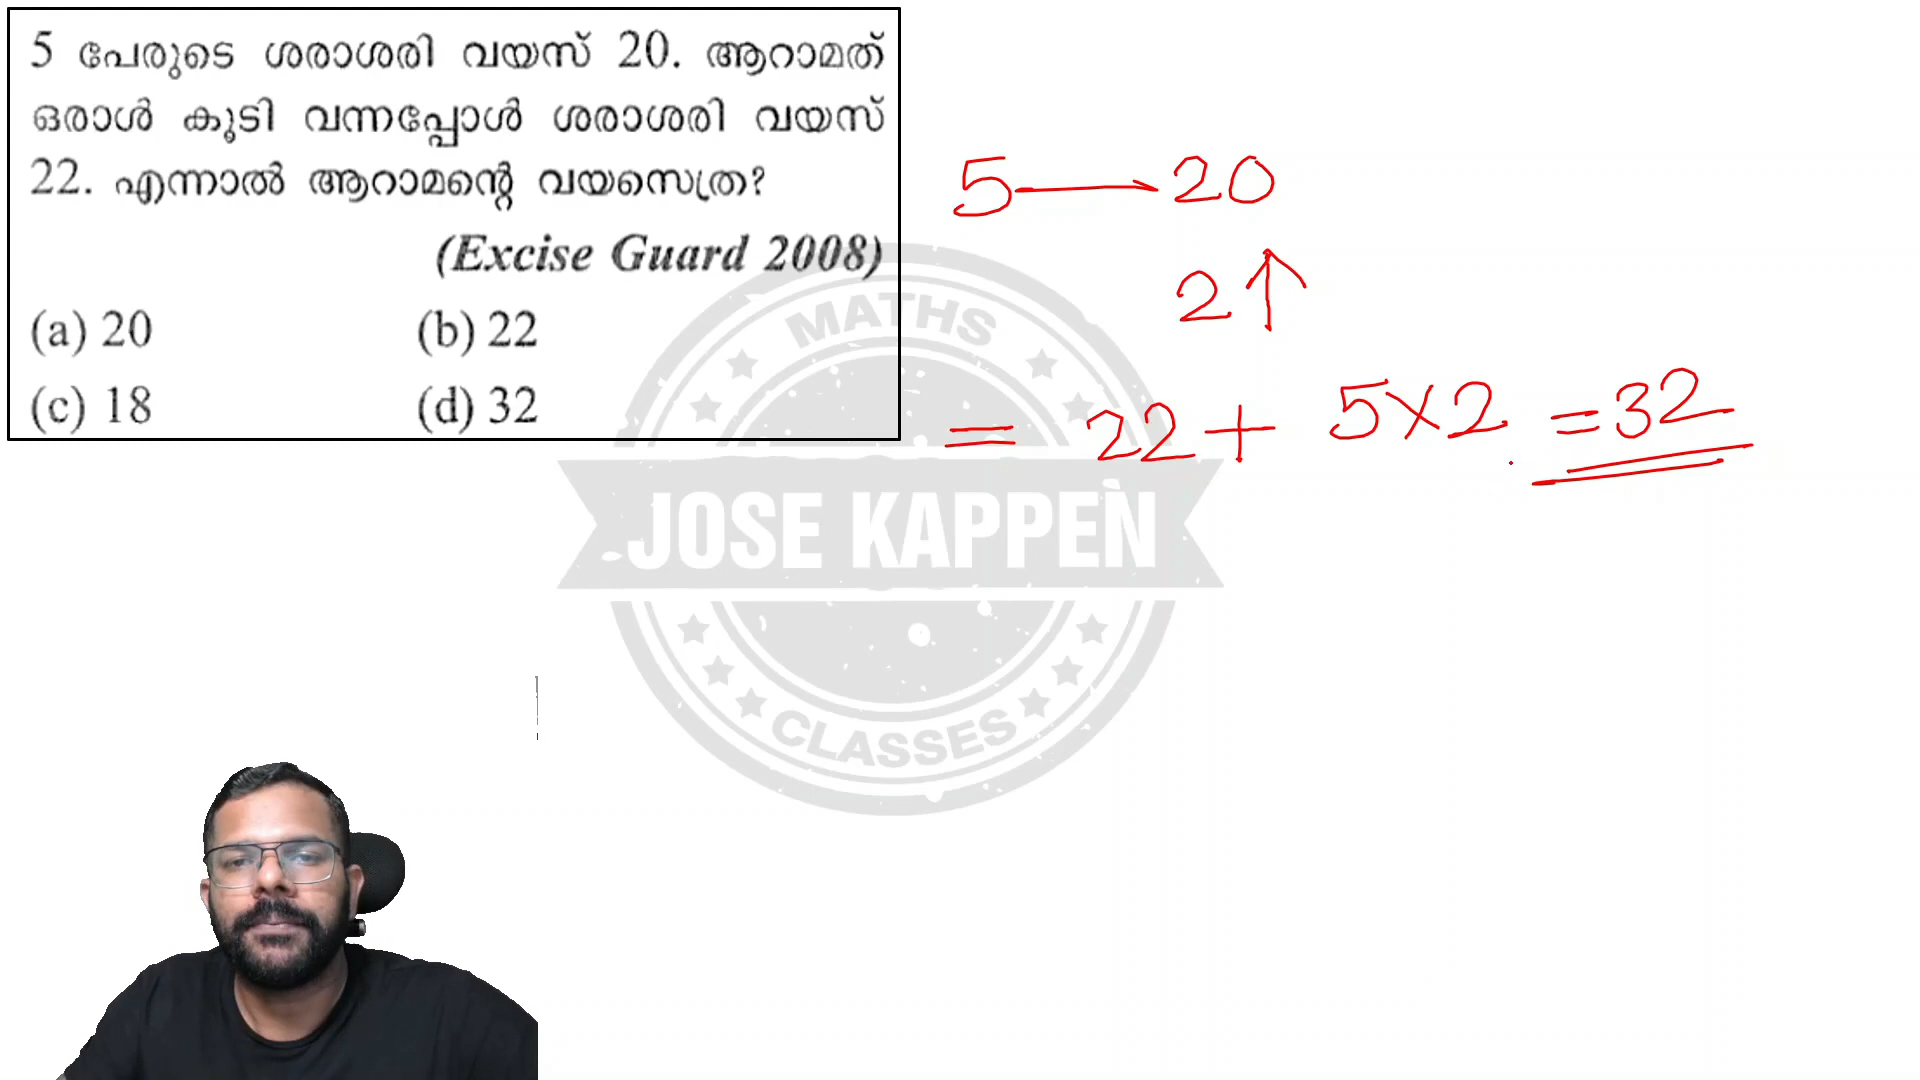 5 പേരുടെ ശരാശരി വയസ് 20. ആറാമത്
ഒരാൾ കൂടി വന്നപ്പോൾ ശരാശരി വയസ്
22. എന്നാൽ ആറാമന്റെ വയസെത്ര?
(Excise Guard 2008)
(a) 20 (b) 22
(c) 18 (d) 32
5 → 20
2 ↑
= 22 + 5×2 = 32
MATHS
JOSE KAPPEN
CLASSES